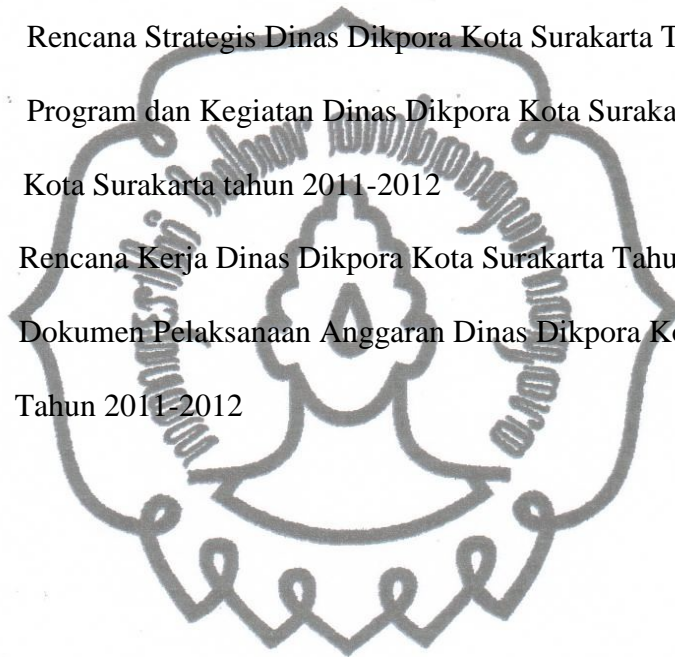 Rencana Strategis Dinas Dikpora Kota Surakarta T
Program dan Kegiatan Dinas Dikpora Kota Suraka
Kota Surakarta tahun 2011-2012
Rencana Kerja Dinas Dikpora Kota Surakarta Tahu
Dokumen Pelaksanaan Anggaran Dinas Dikpora Ko
Tahun 2011-2012